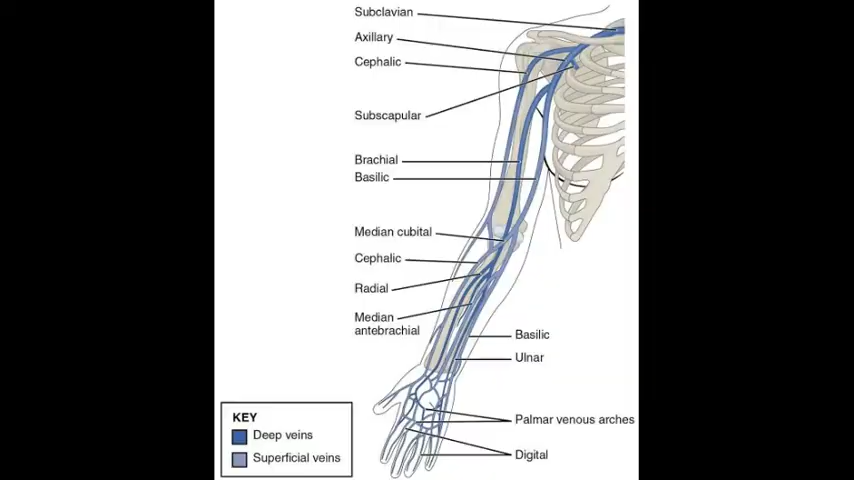 Subclavian
Axillary
Cephalic
Subscapular
Brachial
Basilic
Median cubital
Cephalic
Radial
Median
antebrachial
Basilic
Ulnar
Palmar venous arches
Digital
KEY
Deep veins
Superficial veins